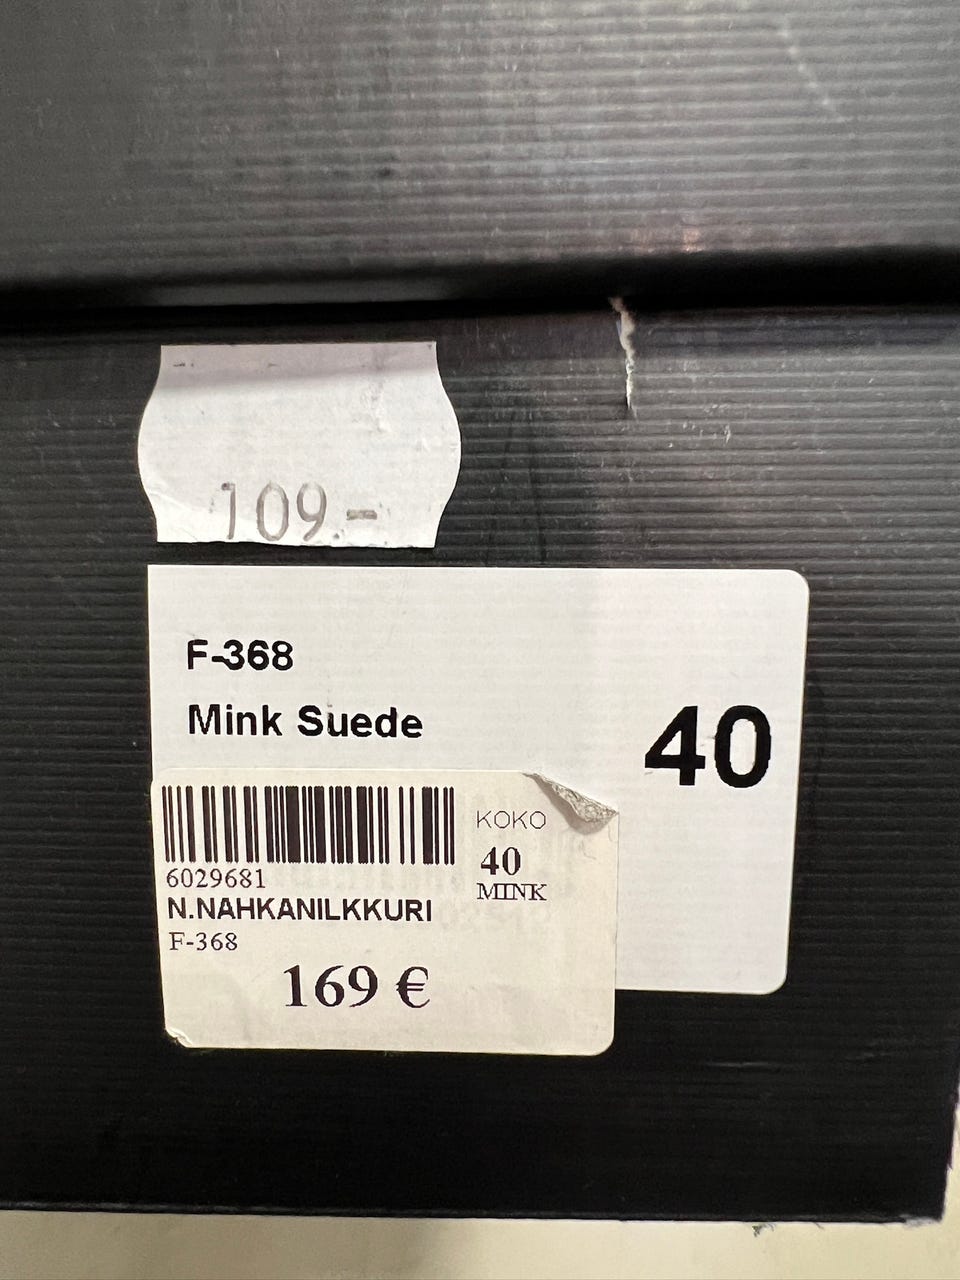 109.-
F-368
Mink Suede
40
6029681
N.NAHKANILKKURI
F-368
169 €
KOKO
40
MINK